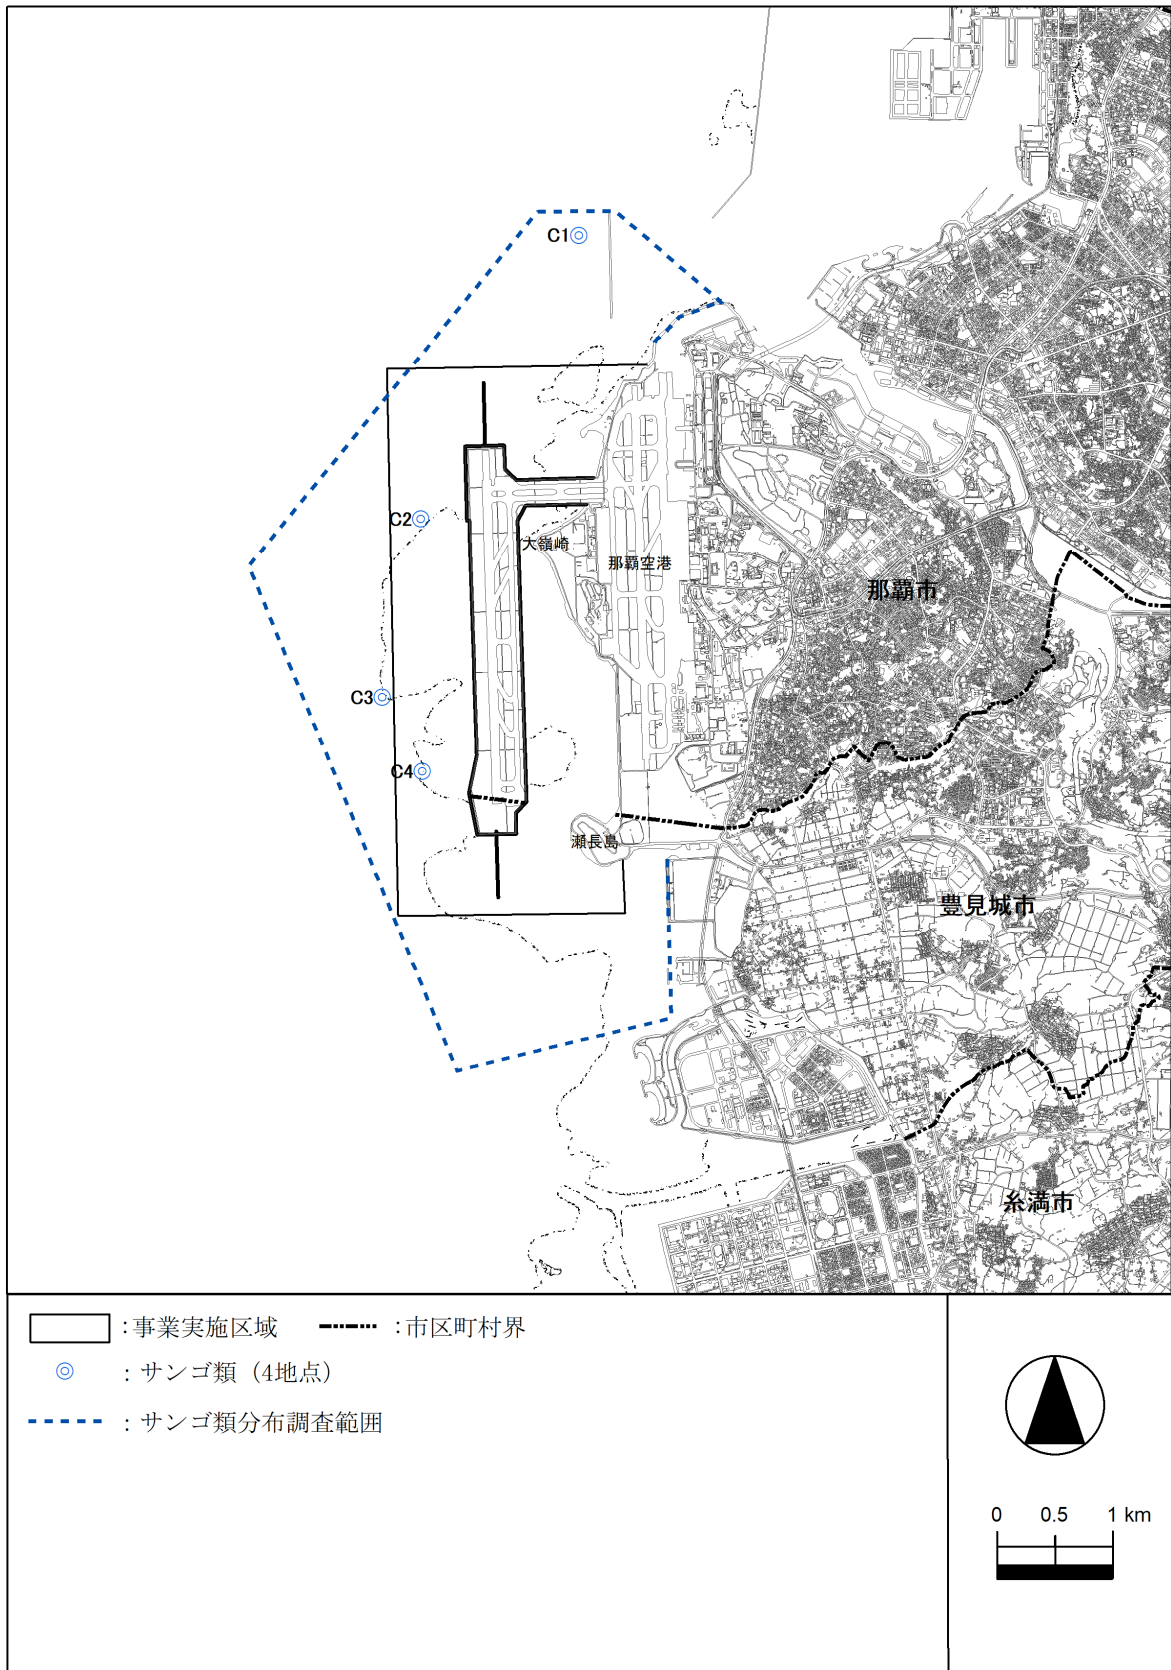 C1
C2
大嶺崎
那覇空港
那覇市
C3
C4
瀬長島
豊見城市
糸満市
：事業実施区域
：市区町村界
：サンゴ類（4地点）
：サンゴ類分布調査範囲
0 0.5 1 km